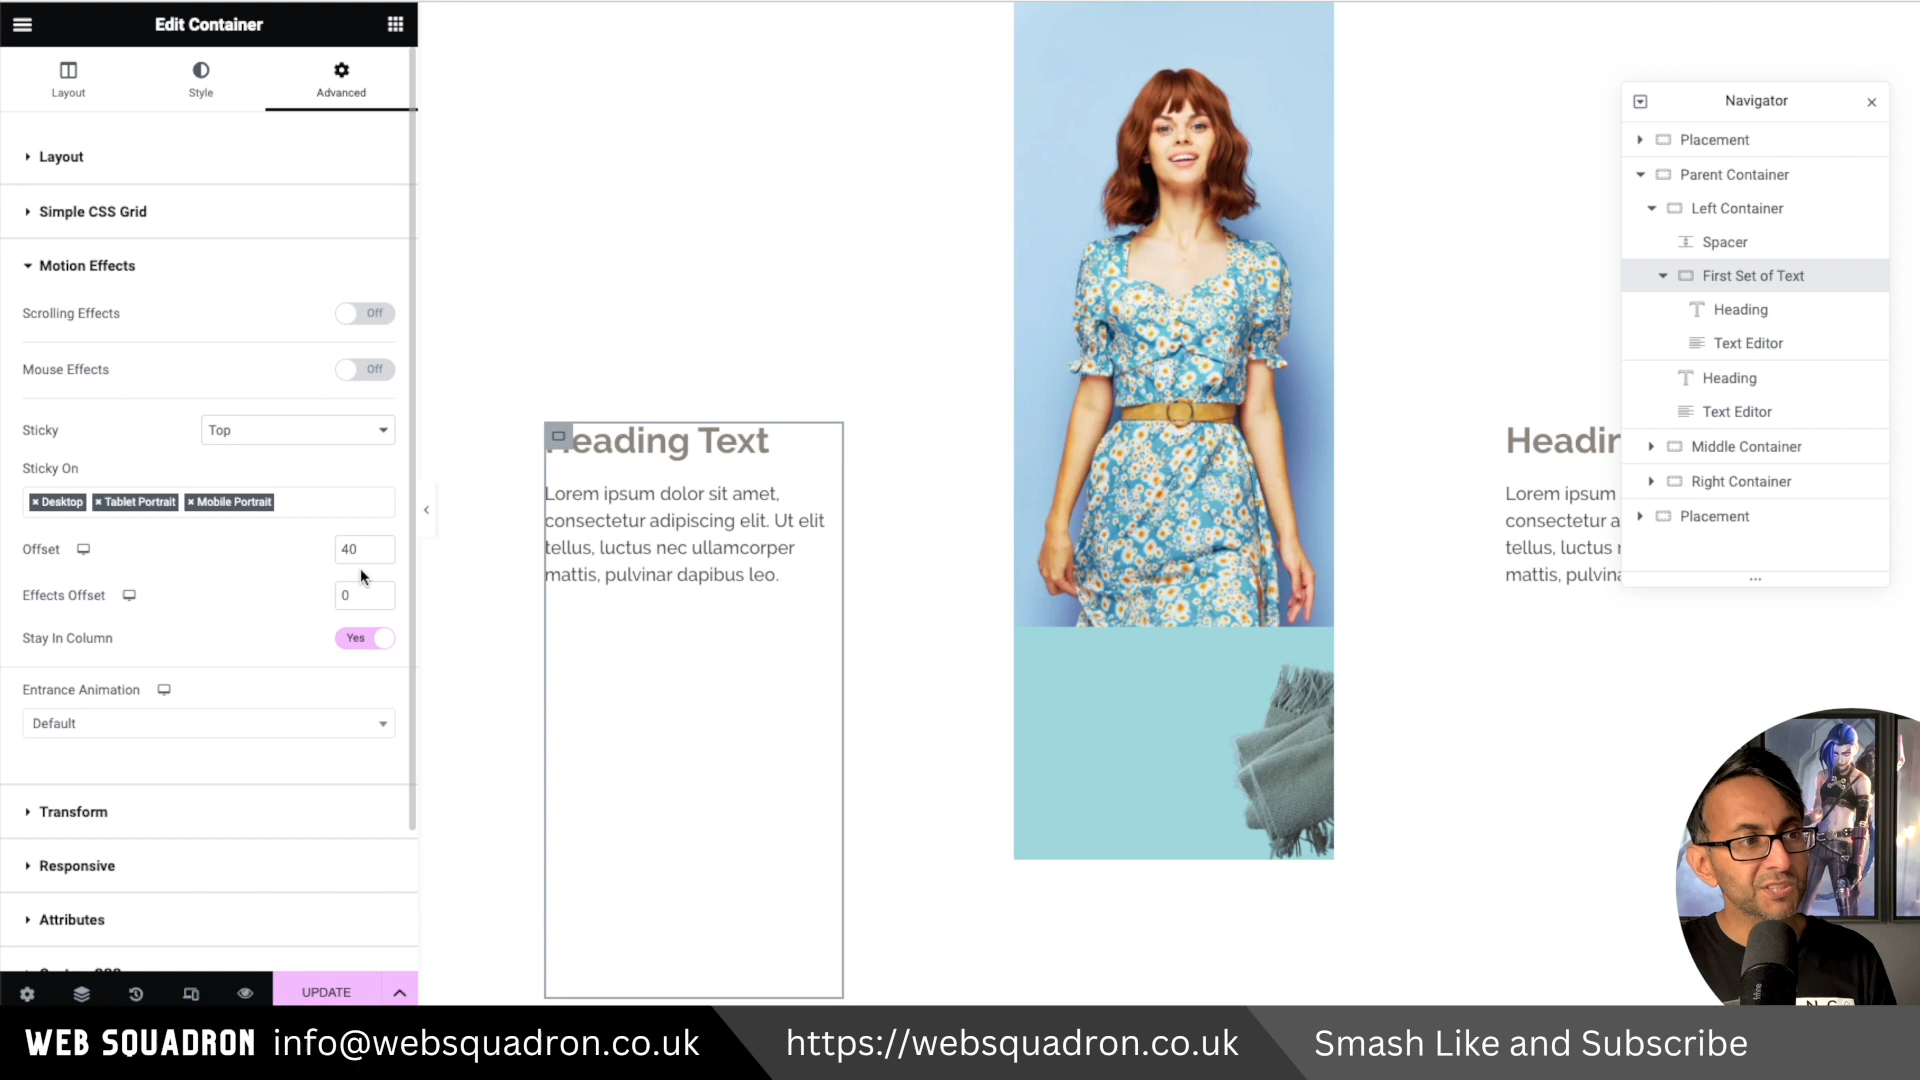 Edit Container
Layout
Style
Advanced
Layout
Simple CSS Grid
Motion Effects
Scrolling Effects
Off
Mouse Effects
Off
Sticky
Top
Sticky On
× Desktop
× Tablet Portrait
× Mobile Portrait
Offset
40
Effects Offset
0
Stay In Column
Yes
Entrance Animation
Default
Transform
Responsive
Attributes
UPDATE
eading Text
Lorem ipsum dolor sit amet,
consectetur adipiscing elit. Ut elit
tellus, luctus nec ullamcorper
mattis, pulvinar dapibus leo.
Headin
Lorem ipsum
consectetur a
tellus, luctus
mattis, pulvina
Navigator
Placement
Parent Container
Left Container
Spacer
First Set of Text
Heading
Text Editor
Heading
Text Editor
Middle Container
Right Container
Placement
WEB SQUADRON info@websquadron.co.uk
https://websquadron.co.uk
Smash Like and Subscribe